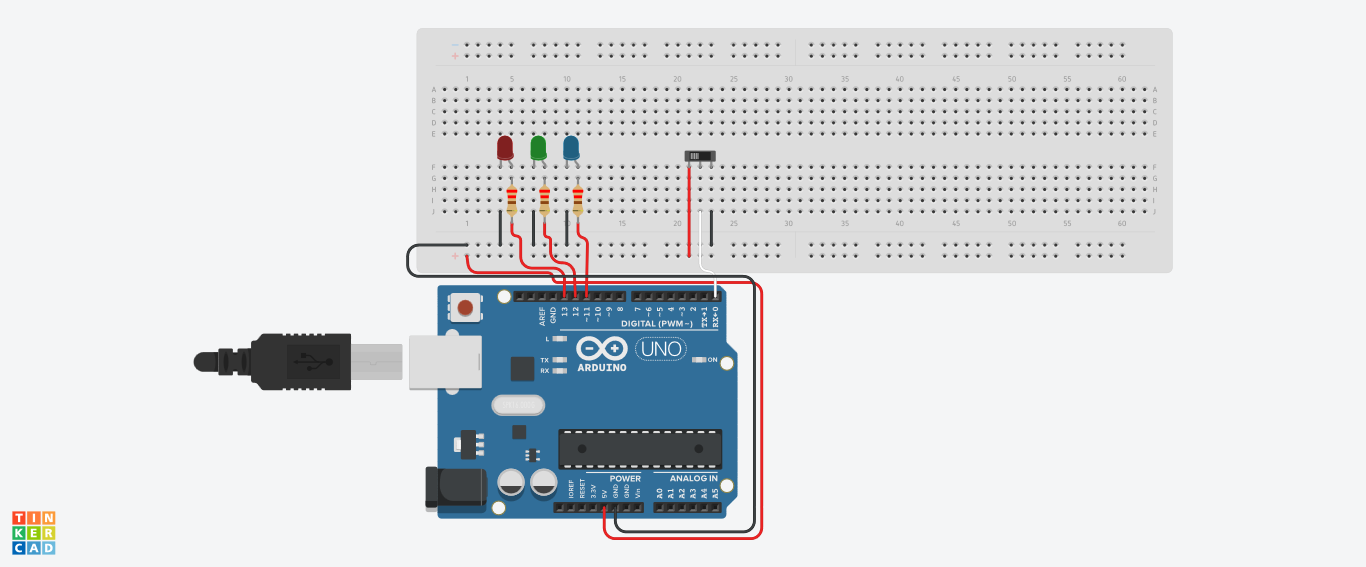 − 
+
1 5 10 15 20 25 30 35 40 45 50 55 60
A A
B B
C C
D D
E E
F F
G G
H H
I I
J J
1 5 10 15 20 25 30 35 40 45 50 55 60
+
AREF GND 13 12 ~11 ~10 ~9 8 7 ~6 ~5 4 ~3 2 TX→1 RX←0
DIGITAL (PWM~)
L
TX
RX
ARDUINO
UNO
ON
POWER ANALOG IN
IOREF RESET 3.3V 5V GND GND Vin A0 A1 A2 A3 A4 A5
TIN
KER
CAD